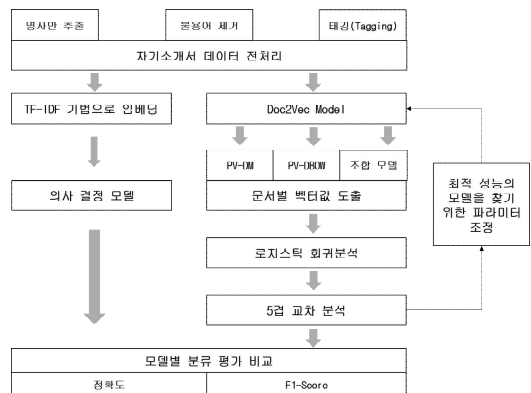 명사만 추출
불용어 제거
태깅(Tagging)
자기소개서 데이터 전처리
TF-IDF 기법으로 임베딩
Doc2Vec Model
PV-DM
PV-DBOW
조합 모델
의사 결정 모델
문서별 벡터값 도출
최적 성능의
모델을 찾기
위한 파라미터
조정
로지스틱 회귀분석
5겹 교차 분석
모델별 분류 평가 비교
정확도
F1-Score